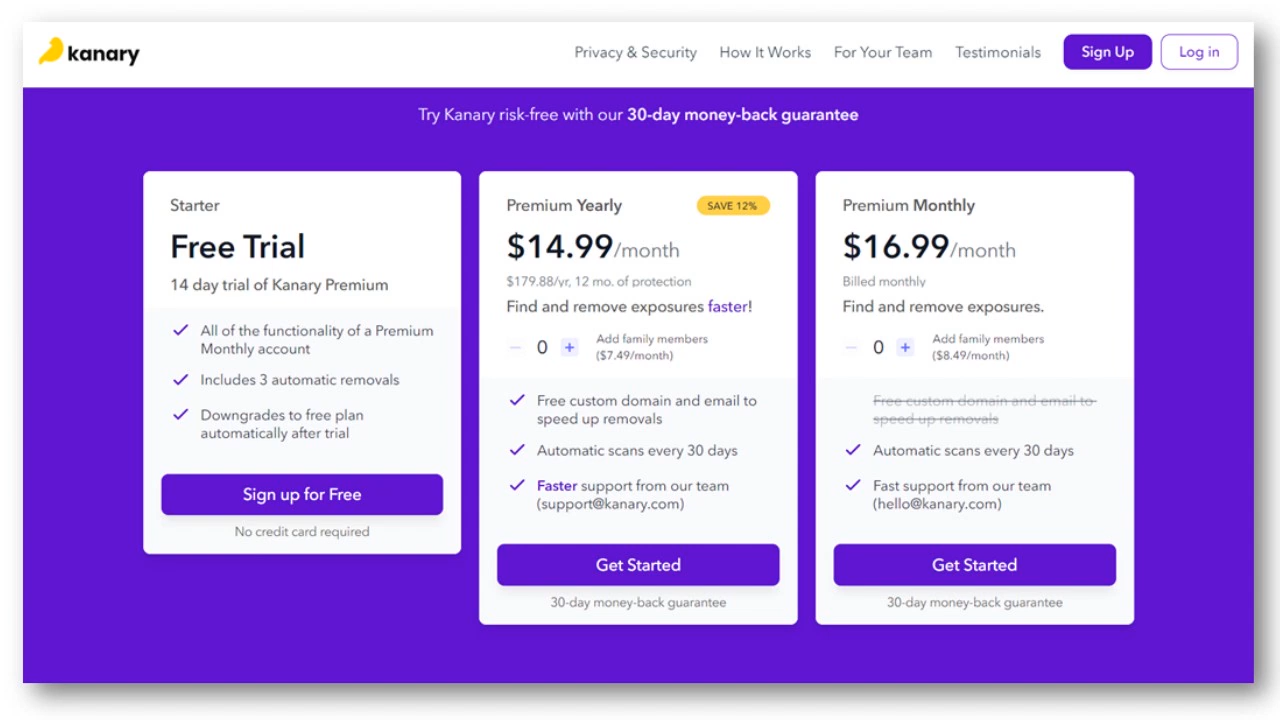 kanary
Privacy & Security
How It Works
For Your Team
Testimonials
Sign Up
Log in
Try Kanary risk-free with our 30-day money-back guarantee
Starter
Free Trial
14 day trial of Kanary Premium
All of the functionality of a Premium
Monthly account
Includes 3 automatic removals
Downgrades to free plan
automatically after trial
Sign up for Free
No credit card required
Premium Yearly
SAVE 12%
$14.99/month
$179.88/yr, 12 mo. of protection
Find and remove exposures faster!
0
Add family members
($7.49/month)
Free custom domain and email to
speed up removals
Automatic scans every 30 days
Faster support from our team
(support@kanary.com)
Get Started
30-day money-back guarantee
Premium Monthly
$16.99/month
Billed monthly
Find and remove exposures.
0
Add family members
($8.49/month)
Free custom domain and email to
speed up removals
Automatic scans every 30 days
Fast support from our team
(hello@kanary.com)
Get Started
30-day money-back guarantee